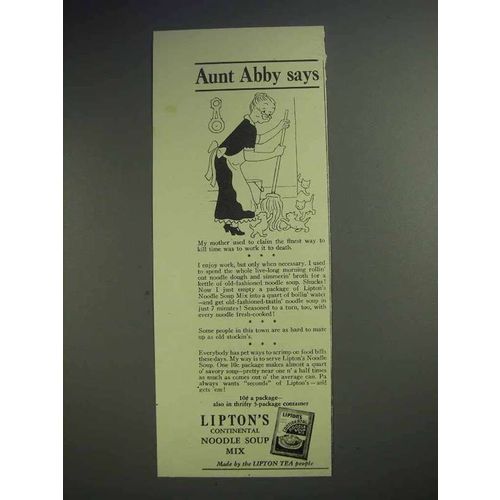 Aunt Abby says
My mother used to claim the finest way to
kill time was to work it to death.
* * *
I enjoy work, but only when necessary. I used
to spend the whole live-long morning rollin'
out noodle dough and simmerin' broth for a
kettle of old-fashioned noodle soup. Shucks!
Now I just empty a package of Lipton's
Noodle Soup Mix into a quart of boilin' water
—and get old-fashioned-tastin' noodle soup in
just 7 minutes! Seasoned to a turn, too, with
every noodle fresh-cooked!
* * *
Some people in this town are as hard to mate
up as old stockin's.
* * *
Everybody has pet ways to scrimp on food bills
these days. My way is to serve Lipton's Noodle
Soup. One 10¢ package makes almost a quart
o' savory soup—pretty near one n' a half times
as much as comes out o' the average can. Pa
always wants "seconds" of Lipton's—and
gets 'em!
10¢ a package—
also in thrifty 3-package container
LIPTON'S
CONTINENTAL
NOODLE SOUP
MIX
LIPTON'S
CONTINENTAL
NOODLE SOUP
Made by the LIPTON TEA people